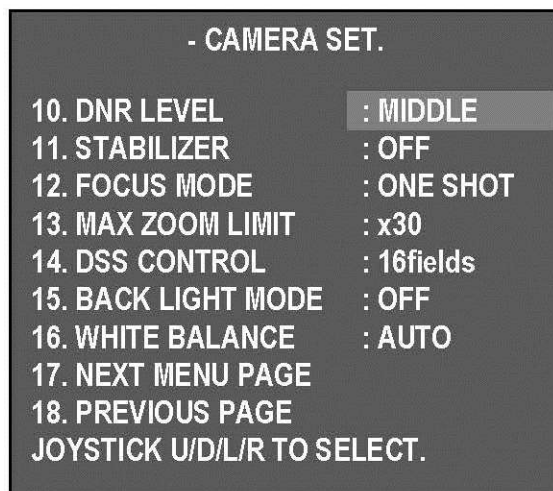 - CAMERA SET.
10. DNR LEVEL : MIDDLE
11. STABILIZER : OFF
12. FOCUS MODE : ONE SHOT
13. MAX ZOOM LIMIT : x30
14. DSS CONTROL : 16fields
15. BACK LIGHT MODE : OFF
16. WHITE BALANCE : AUTO
17. NEXT MENU PAGE
18. PREVIOUS PAGE
JOYSTICK U/D/L/R TO SELECT.